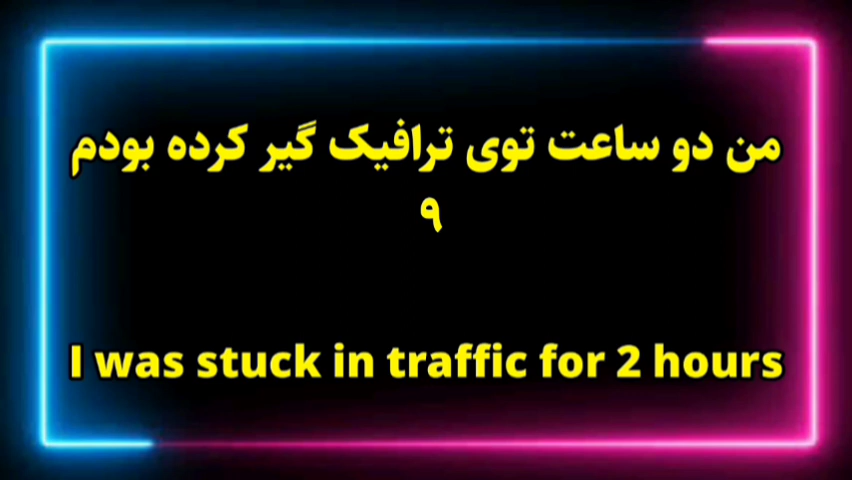 من دو ساعت توی ترافیک گیر کرده بودم
۹
I was stuck in traffic for 2 hours